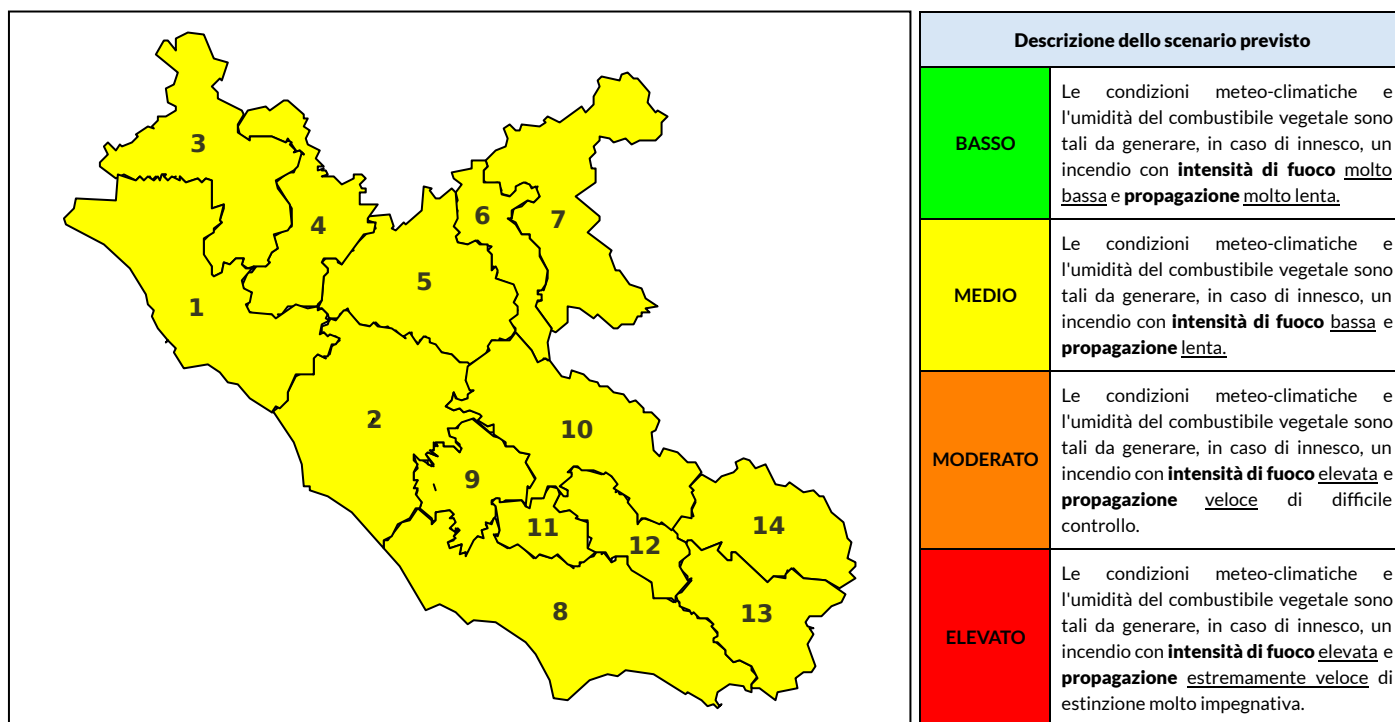 3
4
6
7
5
1
2
10
9
14
11
12
8
13
Descrizione dello scenario previsto
BASSO
Le condizioni meteo-climatiche e
l'umidità del combustibile vegetale sono
tali da generare, in caso di innesco, un
incendio con intensità di fuoco molto
bassa e propagazione molto lenta.
MEDIO
Le condizioni meteo-climatiche e
l'umidità del combustibile vegetale sono
tali da generare, in caso di innesco, un
incendio con intensità di fuoco bassa e
propagazione lenta.
MODERATO
Le condizioni meteo-climatiche e
l'umidità del combustibile vegetale sono
tali da generare, in caso di innesco, un
incendio con intensità di fuoco elevata e
propagazione veloce di difficile
controllo.
ELEVATO
Le condizioni meteo-climatiche e
l'umidità del combustibile vegetale sono
tali da generare, in caso di innesco, un
incendio con intensità di fuoco elevata e
propagazione estremamente veloce di
estinzione molto impegnativa.